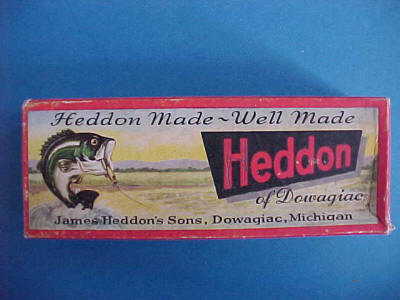 Heddon Made ~ Well Made
Heddon
of Dowagiac
James Heddon's Sons, Dowagiac, Michigan